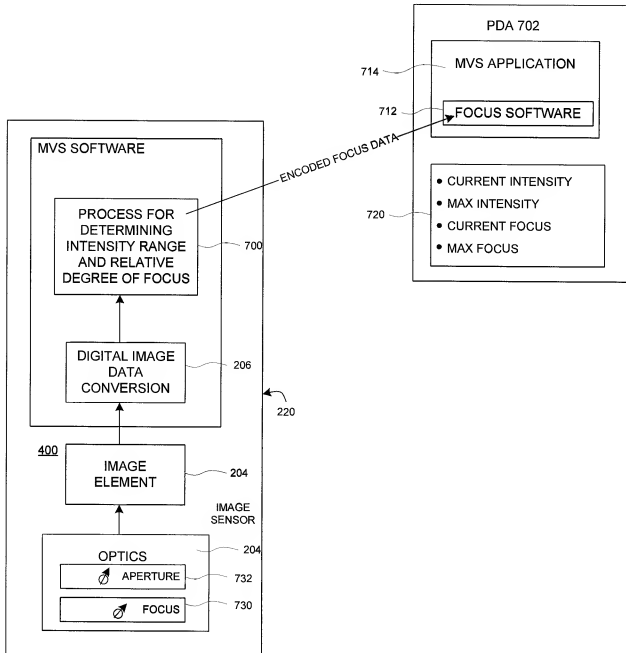 PDA 702
714
MVS APPLICATION
712
FOCUS SOFTWARE
ENCODED FOCUS DATA
720
• CURRENT INTENSITY
• MAX INTENSITY
• CURRENT FOCUS
• MAX FOCUS
MVS SOFTWARE
PROCESS FOR
DETERMINING
INTENSITY RANGE
AND RELATIVE
DEGREE OF FOCUS
700
DIGITAL IMAGE
DATA
CONVERSION
206
220
400
IMAGE
ELEMENT
204
IMAGE
SENSOR
OPTICS
204
APERTURE
732
FOCUS
730